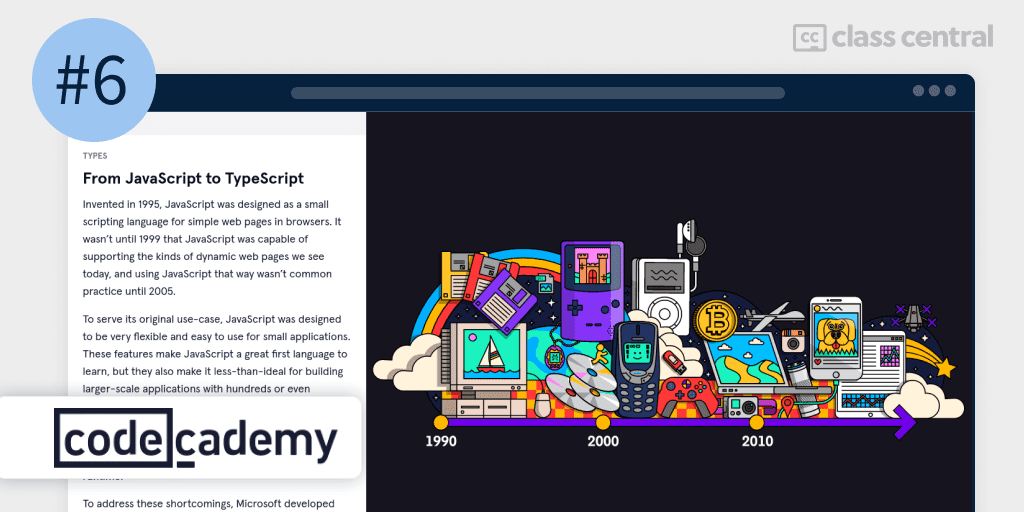 #6
cc class central
TYPES
From JavaScript to TypeScript
Invented in 1995, JavaScript was designed as a small
scripting language for simple web pages in browsers. It
wasn’t until 1999 that JavaScript was capable of
supporting the kinds of dynamic web pages we see
today, and using JavaScript that way wasn’t common
practice until 2005.
To serve its original use-case, JavaScript was designed
to be very flexible and easy to use for small applications.
These features make JavaScript a great first language to
learn, but they also make it less-than-ideal for building
larger-scale applications with hundreds or even
codecademy
To address these shortcomings, Microsoft developed
1990
2000
2010